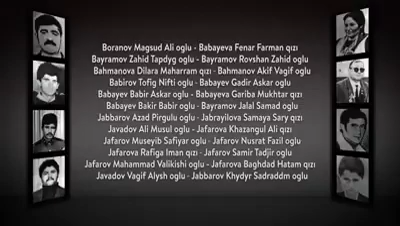 Boranov Magsud Ali oglu - Babayeva Fenar Farman qızı
Bayramov Zahid Tapdyg oglu - Bayramov Rovshan Zahid oglu
Bahmanova Dilara Maharram qızı - Bahmanov Akif Vagif oglu
Babirov Tofig Nifti oglu - Babayev Gadir Askar oglu
Babayev Babir Askar oglu - Babayeva Gariba Mukhtar qızı
Babayev Bakir Babir oglu - Bayramov Jalal Samad oglu
Jabbarov Azad Pirgulu oglu - Jabrayilova Samaya Sary qızı
Javadov Ali Musul oglu - Jafarova Khazangul Ali qızı
Jafarov Museyib Safiyar oglu - Jafarov Nusrat Fazil oglu
Jafarova Rafiga Iman qızı - Jafarov Samir Tadjir oglu
Jafarov Mahammad Valikishi oglu - Jafarova Baghdad Hatam qızı
Javadov Vagif Alysh oglu - Jabbarov Khydyr Sadraddm oglu